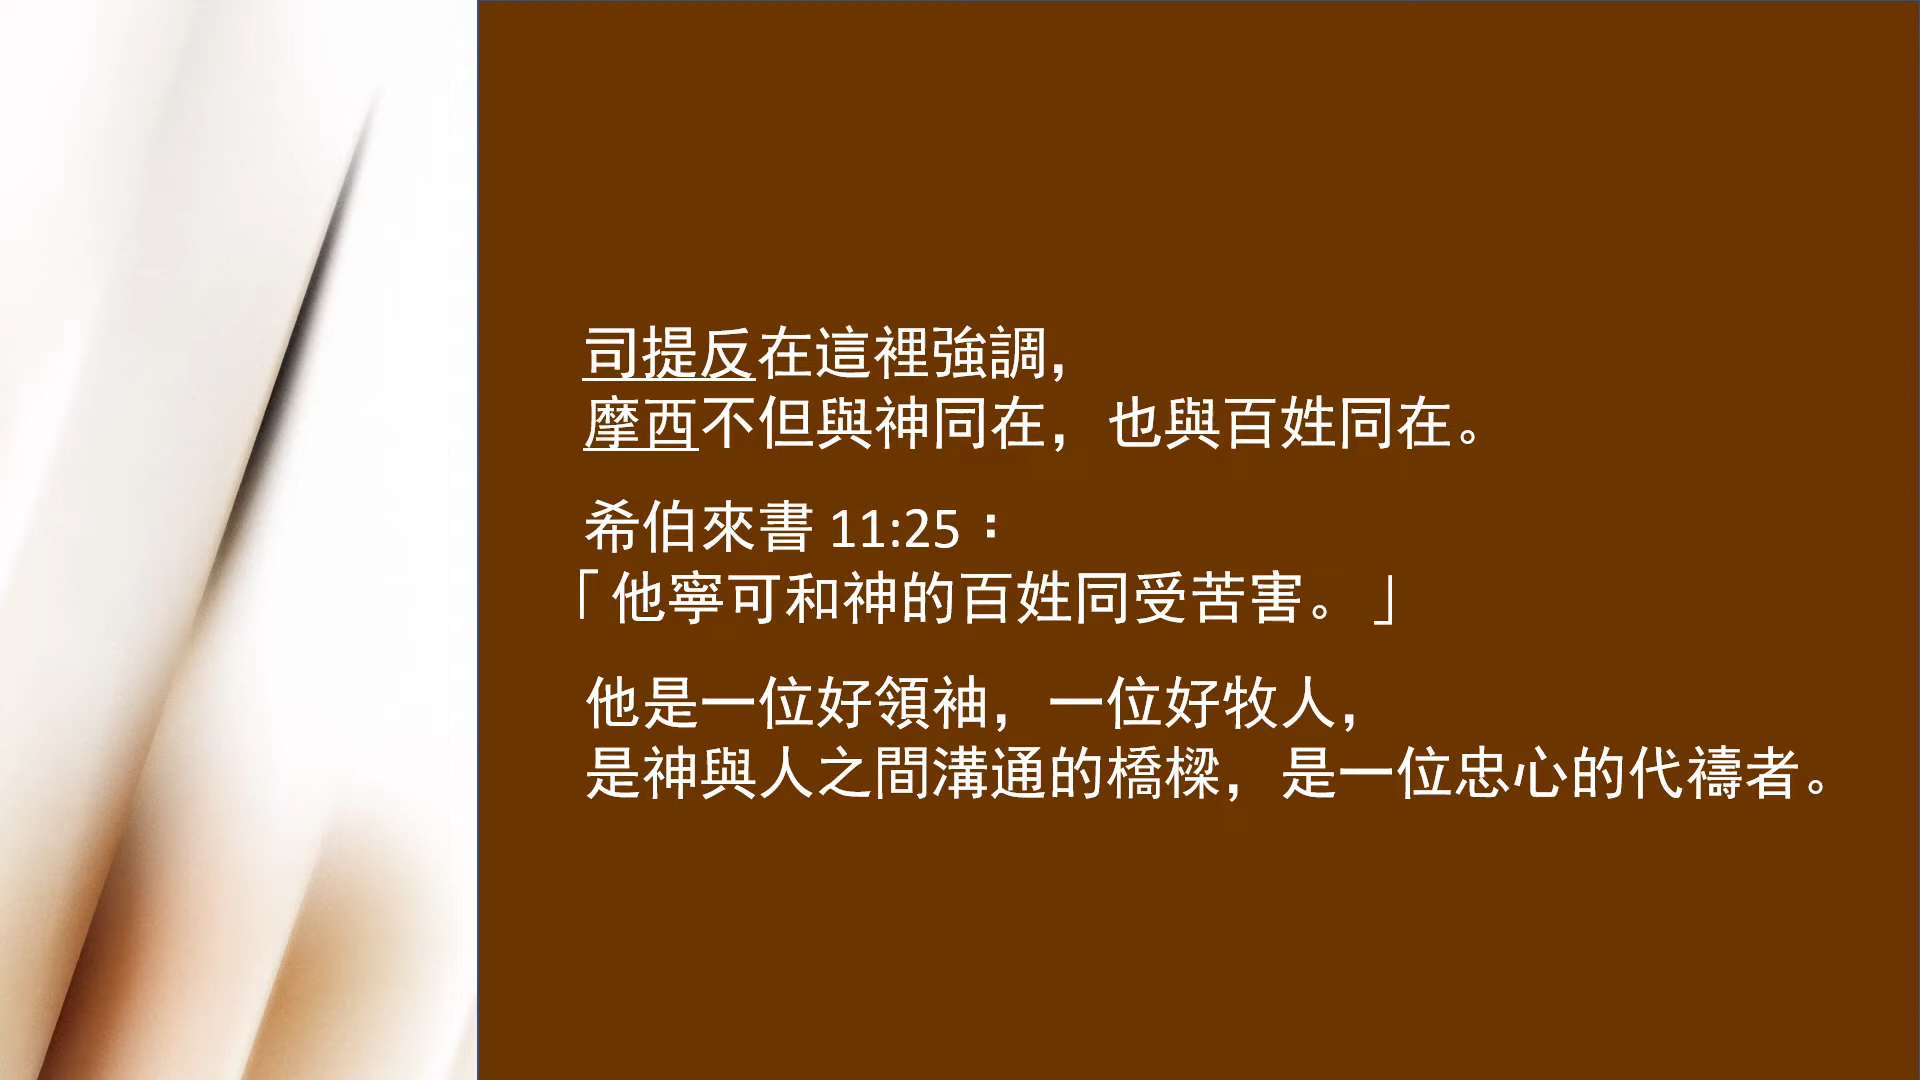 司提反在這裡強調，
摩西不但與神同在，也與百姓同在。
希伯來書 11:25：
「他寧可和神的百姓同受苦害。」
他是一位好領袖，一位好牧人，
是神與人之間溝通的橋樑，是一位忠心的代禱者。